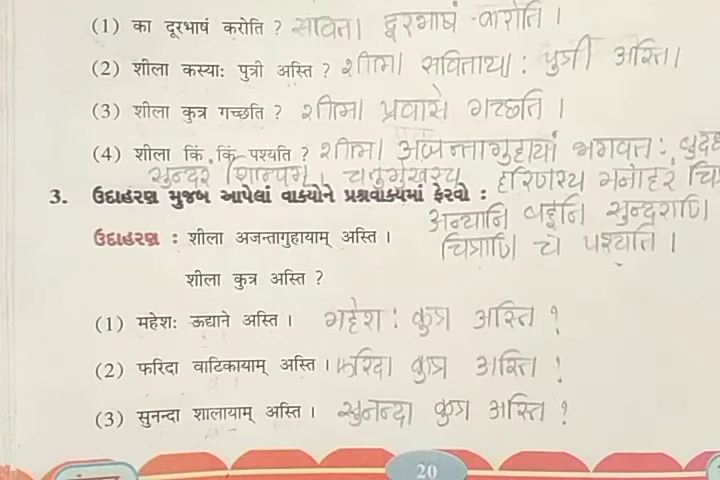 (1) का दूरभाषं करोति ? सविता दूरभाषं करोति ।
(2) शीला कस्याः पुत्री अस्ति ? शीला सवितायाः पुत्री अस्ति।
(3) शीला कुत्र गच्छति ? शीला प्रवासे गच्छति ।
(4) शीला किं किं पश्यति ? शीला अजन्तागुहायां भगवतः
सुन्दरं शिल्पम् । चतुर्मुखस्य हरिणस्य मनोहरं
3. ઉદાહરણ મુજબ આપેલાં વાક્યોને પ્રશ્નવાક્યમાં ફેરવો :
अन्यानि बहूनि सुन्दराणि
ઉદાહરણ : शीला अजन्तागुहायाम् अस्ति ।
चित्राणि च पश्यति ।
शीला कुत्र अस्ति ?
(1) महेशः ऊद्याने अस्ति । महेशः कुत्र अस्ति ?
(2) फरिदा वाटिकायाम् अस्ति । फरिदा कुत्र अस्ति ?
(3) सुनन्दा शालायाम् अस्ति । सुनन्दा कुत्र अस्ति ?
20